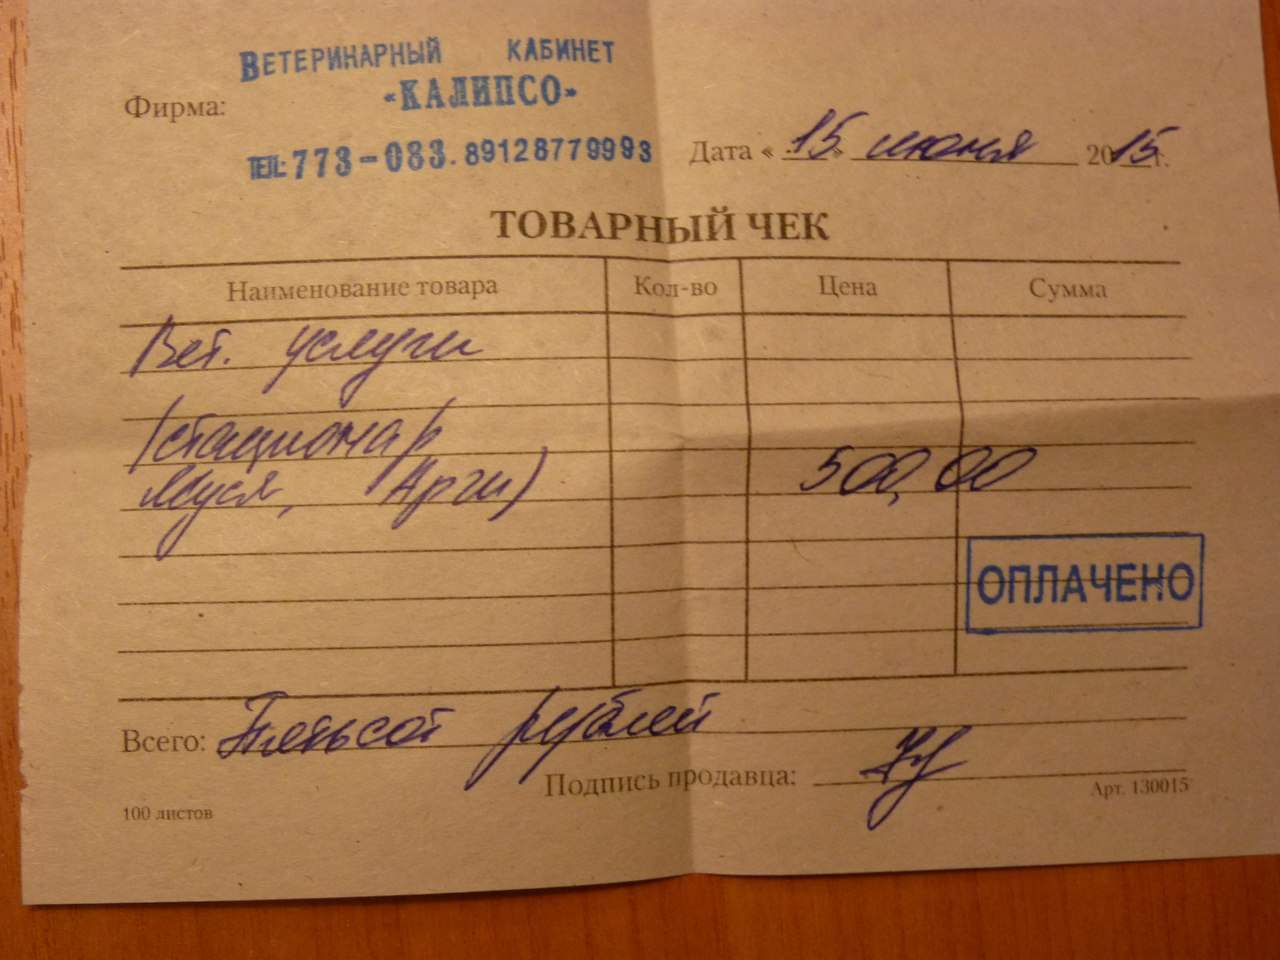 Ветеринарный кабинет
Фирма: «КАЛИПСО»
ТЕЛ: 773-083. 89128779993
Дата « 15 » июня 2015 г.
ТОВАРНЫЙ ЧЕК
Наименование товара Кол-во Цена Сумма
Вет. услуги
(стационар
Муся, Арги) 500,00
ОПЛАЧЕНО
Всего: Пятьсот рублей
Подпись продавца:
Арт. 130015
100 листов